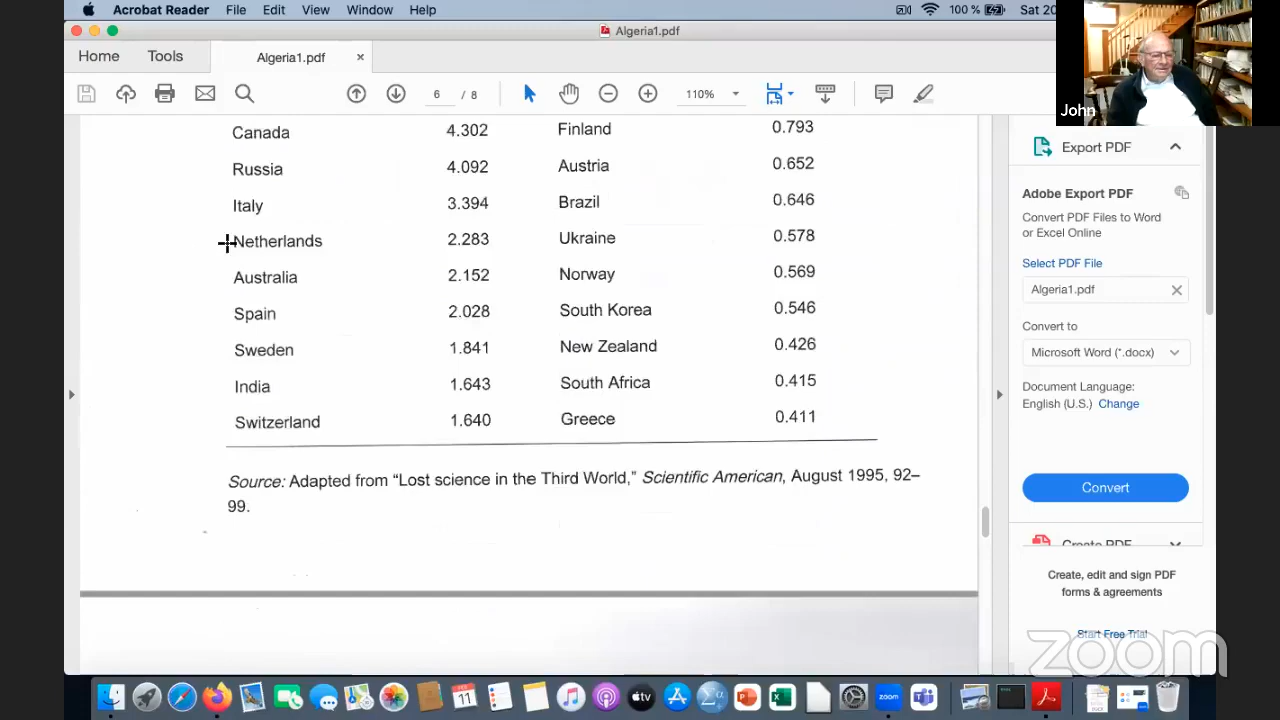 Acrobat Reader File Edit View Window Help 100 % Sat 20
Algeria1.pdf
Home Tools Algeria1.pdf ×
6 / 8 110%
John
Canada 4.302 Finland 0.793
Russia 4.092 Austria 0.652
Italy 3.394 Brazil 0.646
Netherlands 2.283 Ukraine 0.578
Australia 2.152 Norway 0.569
Spain 2.028 South Korea 0.546
Sweden 1.841 New Zealand 0.426
India 1.643 South Africa 0.415
Switzerland 1.640 Greece 0.411
Source: Adapted from “Lost science in the Third World,” Scientific American, August 1995, 92–
99.
Export PDF
Adobe Export PDF
Convert PDF Files to Word
or Excel Online
Select PDF File
Algeria1.pdf
Convert to
Microsoft Word (*.docx)
Document Language:
English (U.S.) Change
Convert
Create PDF
Create, edit and sign PDF
forms & agreements
Start Free Trial
zoom
SEP
11
zoom
tv